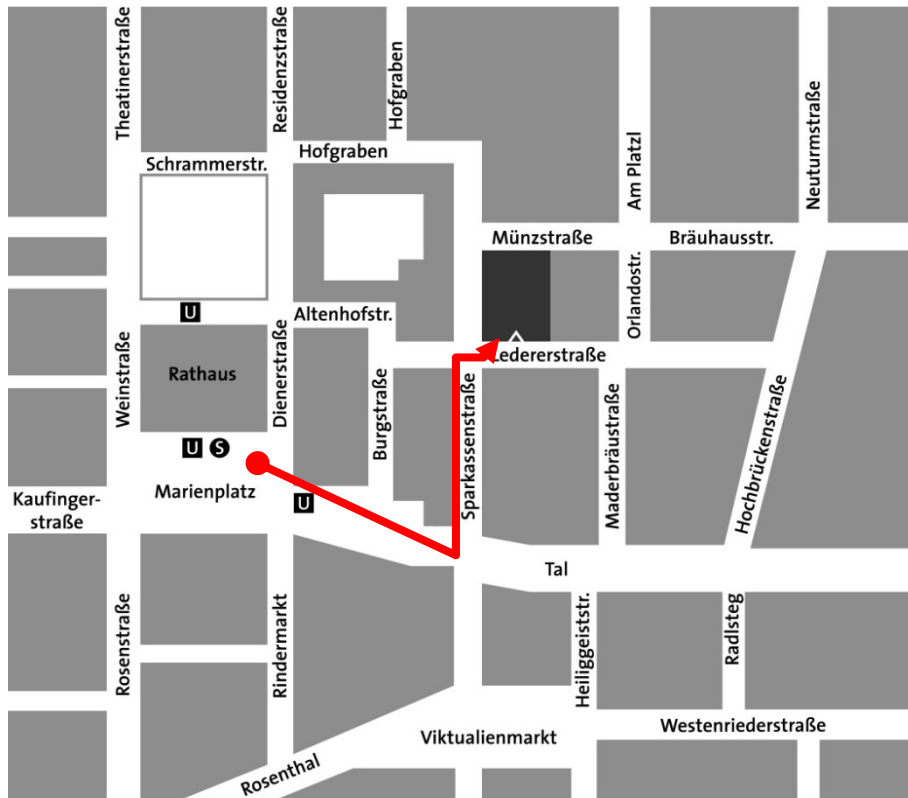 Theatinerstraße
Residenzstraße
Hofgraben
Hofgraben
Schrammerstr.
Am Platzl
Neuturmstraße
Münzstraße
Bräuhausstr.
Orlandostr.
U
Altenhofstr.
Ledererstraße
Weinstraße
Rathaus
Dienerstraße
Burgstraße
Sparkassenstraße
Maderbräustraße
Hochbrückenstraße
U S
Marienplatz
U
Kaufinger-
straße
Tal
Rosenstraße
Rindermarkt
Heiliggeiststr.
Radlsteg
Viktualienmarkt
Westenriederstraße
Rosenthal